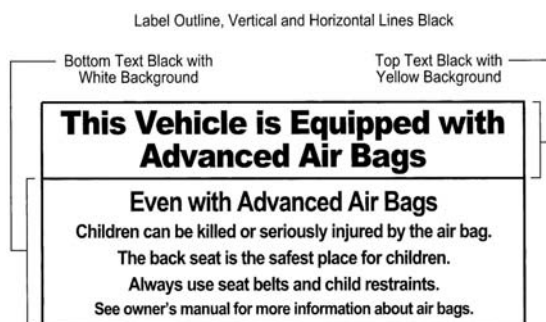 Label Outline, Vertical and Horizontal Lines Black
Bottom Text Black with
White Background
Top Text Black with
Yellow Background
This Vehicle is Equipped with
Advanced Air Bags
Even with Advanced Air Bags
Children can be killed or seriously injured by the air bag.
The back seat is the safest place for children.
Always use seat belts and child restraints.
See owner's manual for more information about air bags.